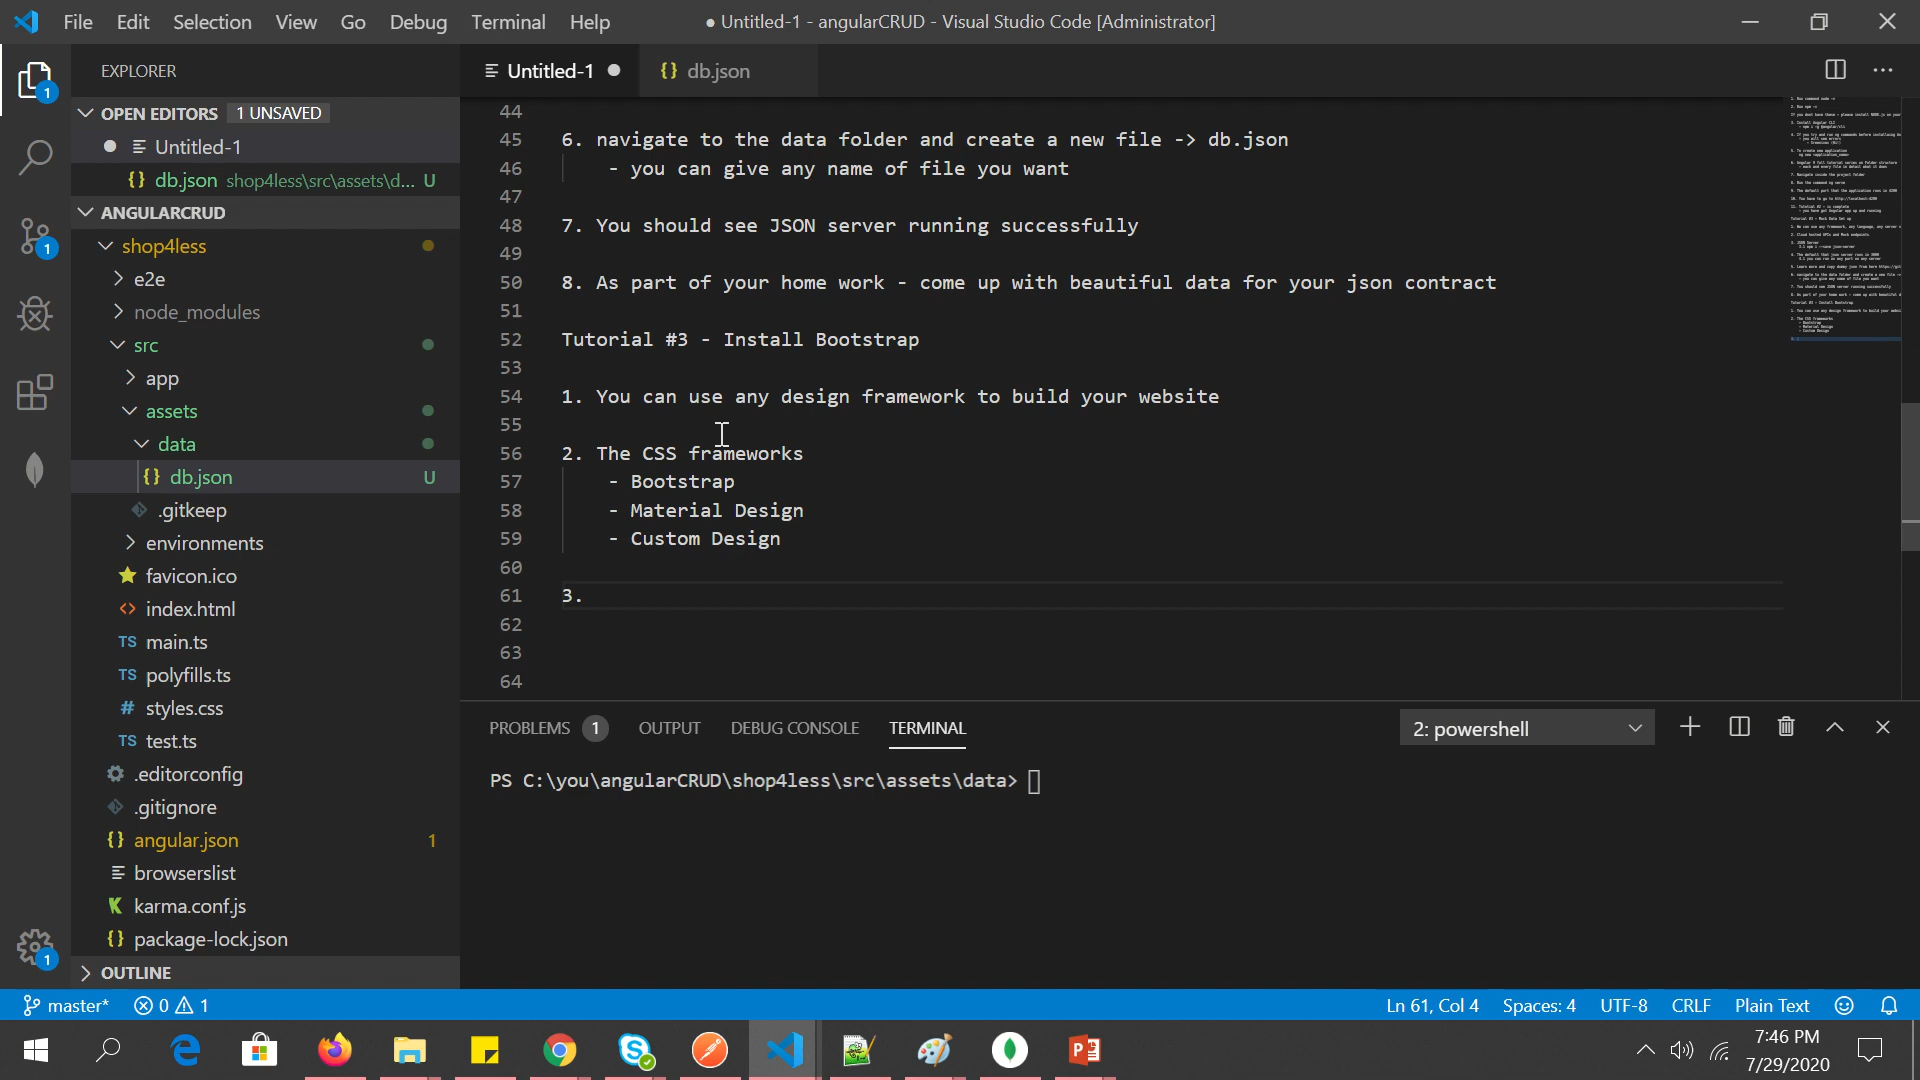 File Edit Selection View Go Debug Terminal Help
● Untitled-1 - angularCRUD - Visual Studio Code [Administrator]
EXPLORER
OPEN EDITORS 1 UNSAVED
Untitled-1
{} db.json shop4less\src\assets\d... U
ANGULARCRUD
shop4less
e2e
node_modules
src
app
assets
data
{} db.json U
.gitkeep
environments
favicon.ico
<> index.html
TS main.ts
TS polyfills.ts
# styles.css
TS test.ts
.editorconfig
.gitignore
{} angular.json 1
browserslist
karma.conf.js
{} package-lock.json
OUTLINE
1
1
1
Untitled-1
{} db.json
44
45 6. navigate to the data folder and create a new file -> db.json
46 - you can give any name of file you want
47
48 7. You should see JSON server running successfully
49
50 8. As part of your home work - come up with beautiful data for your json contract
51
52 Tutorial #3 - Install Bootstrap
53
54 1. You can use any design framework to build your website
55
56 2. The CSS frameworks
57 - Bootstrap
58 - Material Design
59 - Custom Design
60
61 3.
62
63
64
PROBLEMS 1 OUTPUT DEBUG CONSOLE TERMINAL
2: powershell
PS C:\you\angularCRUD\shop4less\src\assets\data>
master* 0 1
Ln 61, Col 4 Spaces: 4 UTF-8 CRLF Plain Text
7:46 PM
7/29/2020